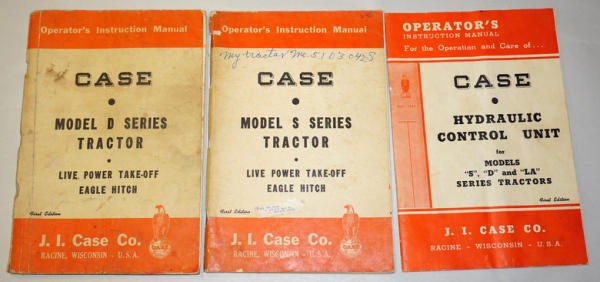 Operator's Instruction Manual
CASE
MODEL D SERIES
TRACTOR
LIVE POWER TAKE-OFF
EAGLE HITCH
First Edition
J. I. Case Co.
RACINE, WISCONSIN - U.S.A.
Operator's Instruction Manual
My tractor
CASE
MODEL S SERIES
TRACTOR
LIVE POWER TAKE-OFF
EAGLE HITCH
First Edition
J. I. Case Co.
RACINE, WISCONSIN - U.S.A.
OPERATOR'S
INSTRUCTION MANUAL
For the Operation and Care of...
CASE
HYDRAULIC
CONTROL UNIT
for
MODELS
"S", "D" and "LA"
SERIES TRACTORS
First Edition
J. I. CASE CO.
RACINE - WISCONSIN - U.S.A.